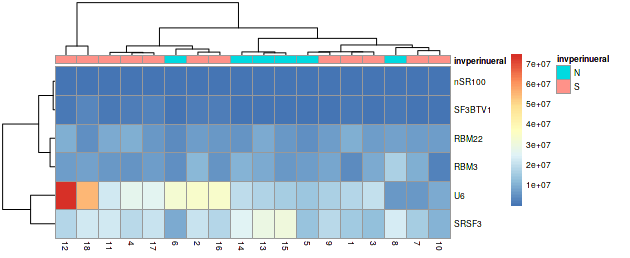 invperinueral
nSR100
SF3BTV1
RBM22
RBM3
U6
SRSF3
12 18 11 4 17 6 2 16 14 13 15 5 9 1 3 8 7 10
7e+07
6e+07
5e+07
4e+07
3e+07
2e+07
1e+07
invperinueral
N
S